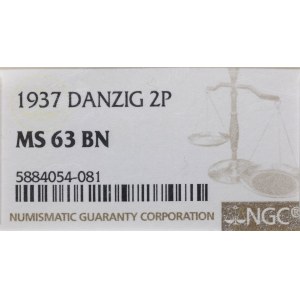 1937 DANZIG 2P
MS 63 BN
5884054-081
NUMISMATIC GUARANTY CORPORATION
NGC®